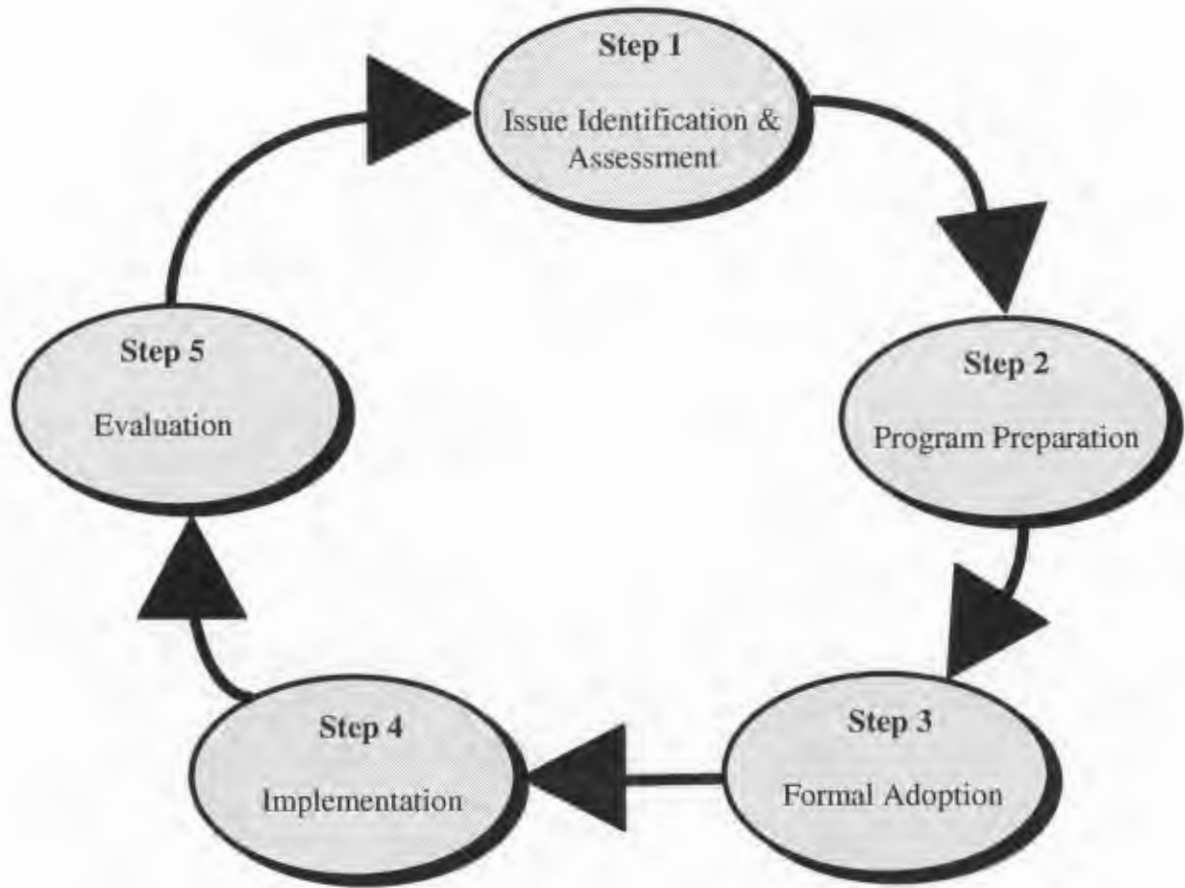 Step 1
Issue Identification &
Assessment
Step 2
Program Preparation
Step 3
Formal Adoption
Step 4
Implementation
Step 5
Evaluation